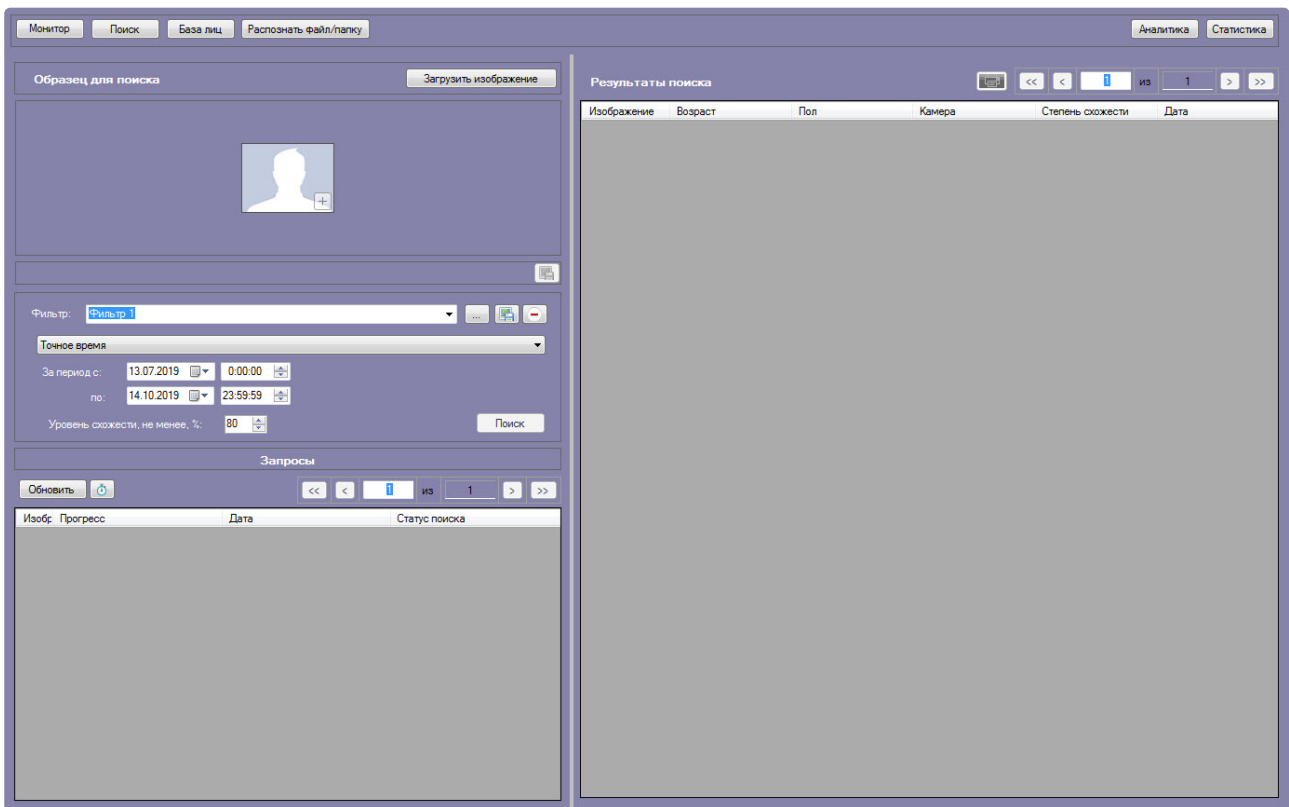 Монитор Поиск База лиц Распознать файл/папку Аналитика Статистика
Образец для поиска Загрузить изображение
Фильтр: Фильтр 1 ...
Точное время
За период с: 13.07.2019 0:00:00
по: 14.10.2019 23:59:59
Уровень схожести, не менее, %: 80 Поиск
Запросы
Обновить << < 1 из 1 > >>
Изобр Прогресс Дата Статус поиска
Результаты поиска << < 1 из 1 > >>
Изображение Возраст Пол Камера Степень схожести Дата